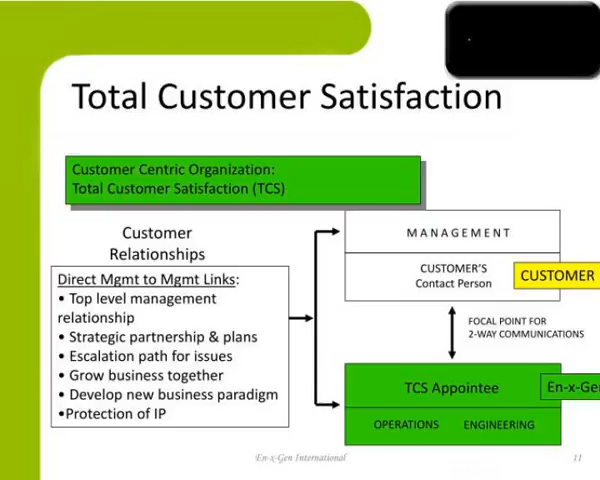 Total Customer Satisfaction
Customer Centric Organization:
Total Customer Satisfaction (TCS)
Customer
Relationships
Direct Mgmt to Mgmt Links:
• Top level management
relationship
• Strategic partnership & plans
• Escalation path for issues
• Grow business together
• Develop new business paradigm
•Protection of IP
MANAGEMENT
CUSTOMER'S
Contact Person
CUSTOMER
FOCAL POINT FOR
2-WAY COMMUNICATIONS
TCS Appointee
En-x-Gen
OPERATIONS ENGINEERING
En-x-Gen International
11